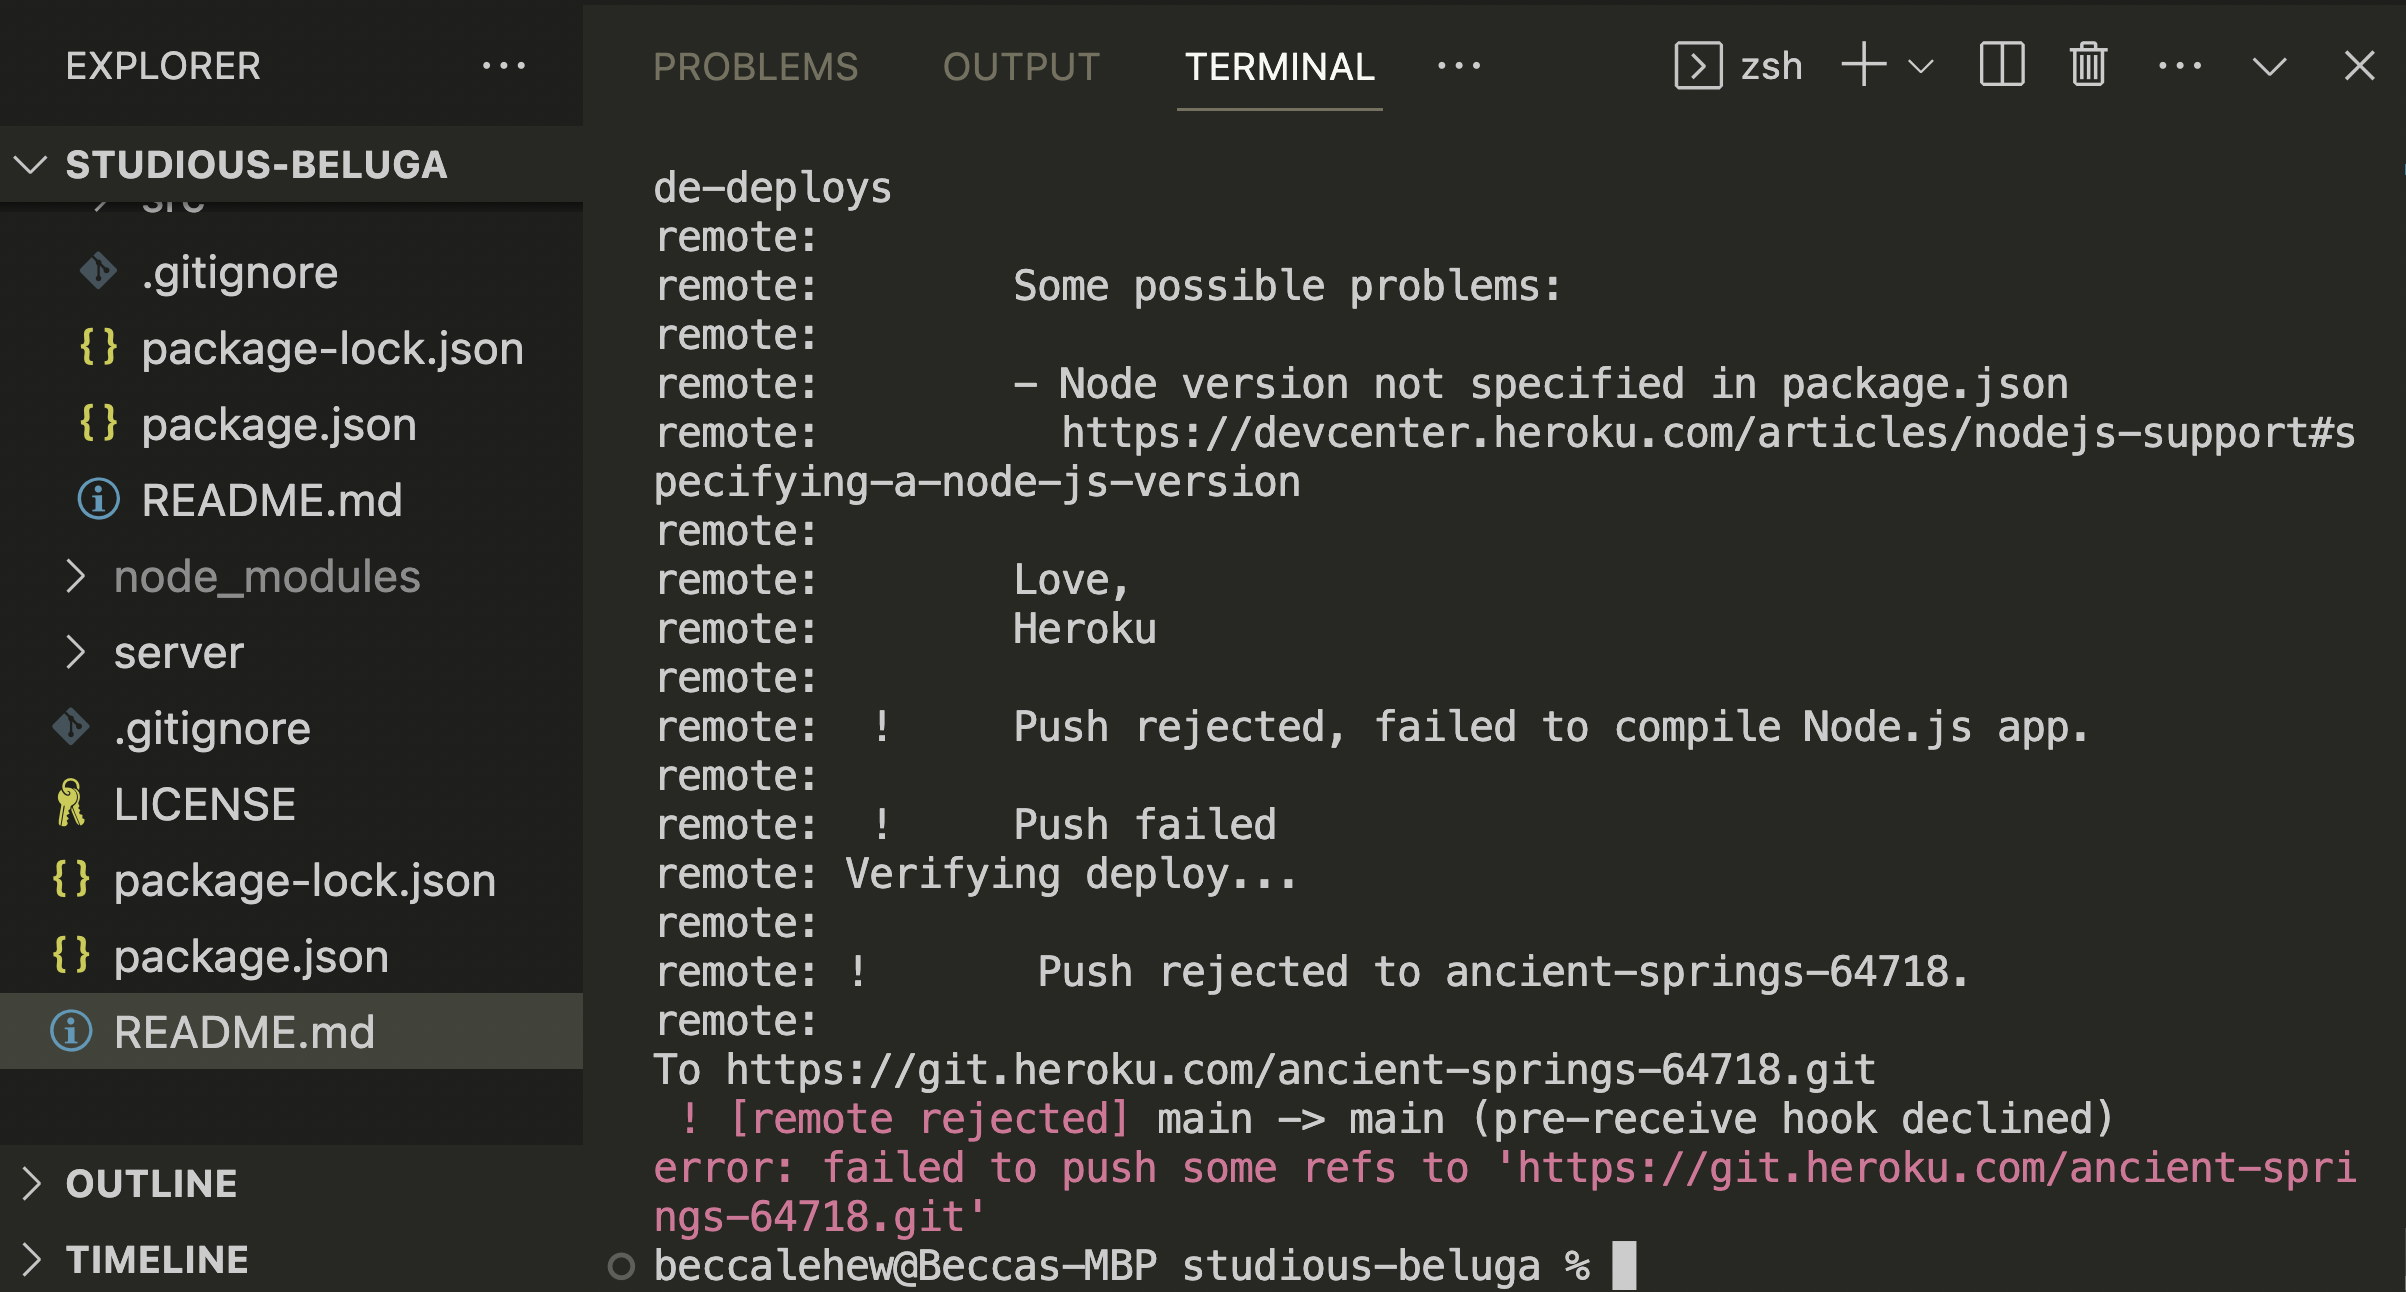 EXPLORER
STUDIOUS-BELUGA
src
.gitignore
package-lock.json
package.json
README.md
node_modules
server
.gitignore
LICENSE
package-lock.json
package.json
README.md
OUTLINE
TIMELINE
PROBLEMS OUTPUT TERMINAL zsh
de-deploys
remote:
remote: Some possible problems:
remote:
remote: - Node version not specified in package.json
remote: https://devcenter.heroku.com/articles/nodejs-support#s
pecifying-a-node-js-version
remote:
remote: Love,
remote: Heroku
remote:
remote: ! Push rejected, failed to compile Node.js app.
remote:
remote: ! Push failed
remote: Verifying deploy...
remote:
remote: ! Push rejected to ancient-springs-64718.
remote:
To https://git.heroku.com/ancient-springs-64718.git
! [remote rejected] main -> main (pre-receive hook declined)
error: failed to push some refs to 'https://git.heroku.com/ancient-spri
ngs-64718.git'
beccalehew@Beccas-MBP studious-beluga %